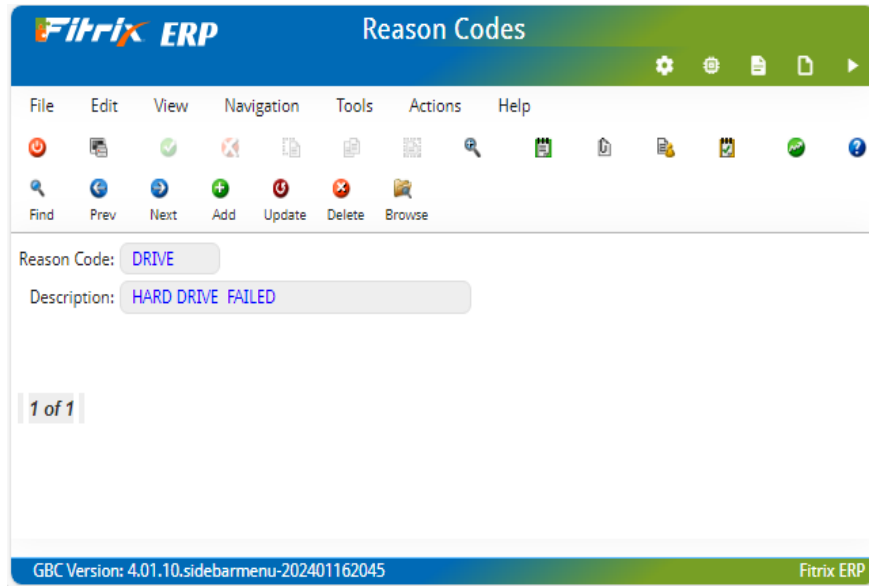 Fitrix ERP Reason Codes
File Edit View Navigation Tools Actions Help
Find Prev Next Add Update Delete Browse
Reason Code: DRIVE
Description: HARD DRIVE FAILED
1 of 1
GBC Version: 4.01.10.sidebarmenu-202401162045 Fitrix ERP